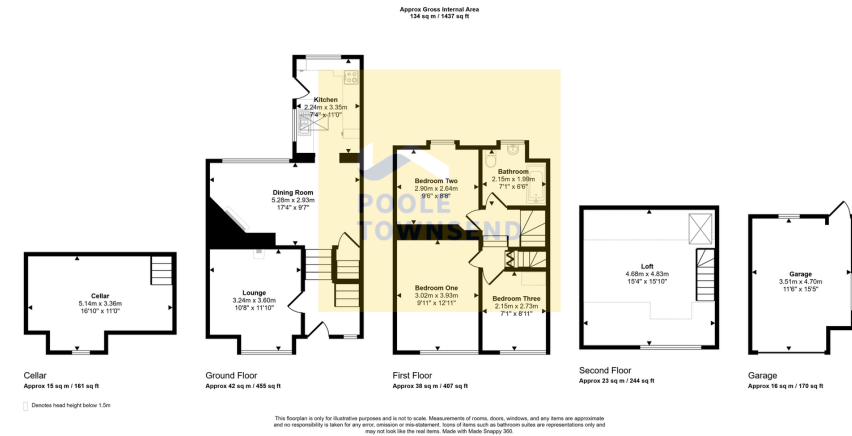 Approx Gross Internal Area
134 sq m / 1437 sq ft
Kitchen
2.24m x 3.35m
7'4" x 11'0"
Dining Room
5.28m x 2.93m
17'4" x 9'7"
Lounge
3.24m x 3.60m
10'8" x 11'10"
Cellar
5.14m x 3.36m
16'10" x 11'0"
Bedroom Two
2.90m x 2.64m
9'6" x 8'8"
Bathroom
2.15m x 1.99m
7'1" x 6'6"
POOLE
TOWNSEND
Bedroom One
3.02m x 3.93m
9'11" x 12'11"
Bedroom Three
2.15m x 2.73m
7'1" x 8'11"
Loft
4.68m x 4.83m
15'4" x 15'10"
Garage
3.51m x 4.70m
11'6" x 15'5"
Cellar
Approx 15 sq m / 161 sq ft
Ground Floor
Approx 42 sq m / 455 sq ft
First Floor
Approx 38 sq m / 407 sq ft
Second Floor
Approx 23 sq m / 244 sq ft
Garage
Approx 16 sq m / 170 sq ft
Denotes head height below 1.5m
This floorplan is only for illustrative purposes and is not to scale. Measurements of rooms, doors, windows, and any items are approximate
and no responsibility is taken for any error, omission or mis-statement. Icons of items such as bathroom suites are representations only and
may not look like the real items. Made with Made Snappy 360.